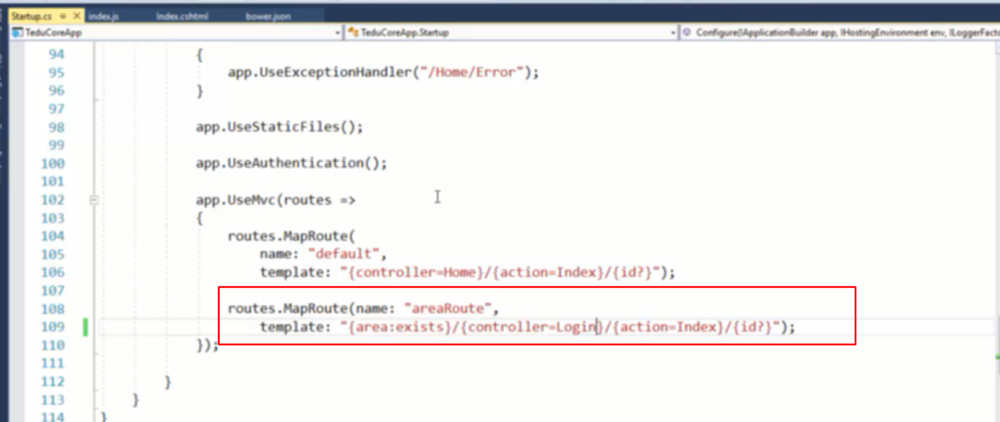 Startup.cs
index.js
Index.cshtml
bower.json
TeduCoreApp
TeduCoreApp.Startup
Configure(IApplicationBuilder app, IHostingEnvironment env, ILoggerFacto
94 {
95 app.UseExceptionHandler("/Home/Error");
96 }
97
98 app.UseStaticFiles();
99
100 app.UseAuthentication();
101
102 app.UseMvc(routes =>
103 {
104 routes.MapRoute(
105 name: "default",
106 template: "{controller=Home}/{action=Index}/{id?}");
107
108 routes.MapRoute(name: "areaRoute",
109 template: "{area:exists}/{controller=Login}/{action=Index}/{id?}");
110 });
111
112 }
113 }
114 }